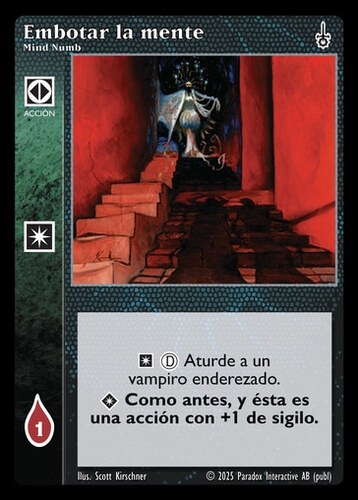 Embotar la mente
Mind Numb
ACCIÓN
D Aturde a un
vampiro enderezado.
Como antes, y ésta es
una acción con +1 de sigilo.
1
Ilus. Scott Kirschner © 2025 Paradox Interactive AB (publ)